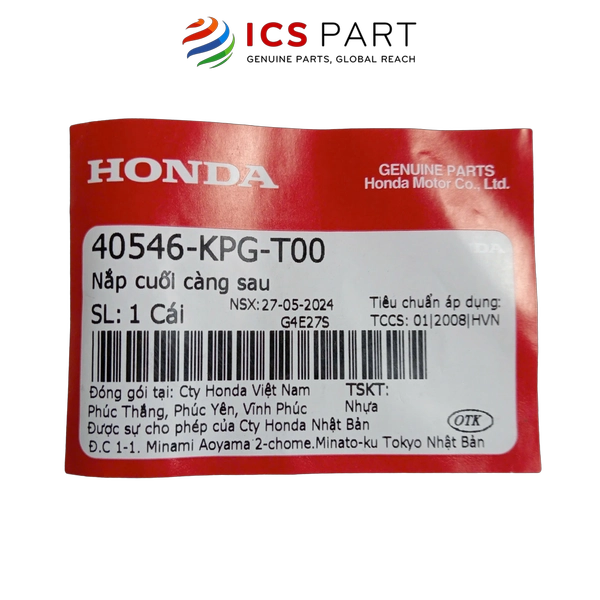 ICS PART
GENUINE PARTS, GLOBAL REACH
HONDA
GENUINE PARTS
Honda Motor Co., Ltd.
40546-KPG-T00
DA
Nắp cuối càng sau
SL: 1 Cái
NSX:27-05-2024
G4E27S
Tiêu chuẩn áp dụng:
TCCS: 01|2008|HVN
Đóng gói tại: Cty Honda Việt Nam
Phúc Thắng, Phúc Yên, Vĩnh Phúc
TSKT:
Nhựa
Được sự cho phép của Cty Honda Nhật Bản
Đ.C 1-1. Minami Aoyama 2-chome.Minato-ku Tokyo Nhật Bản
OTK